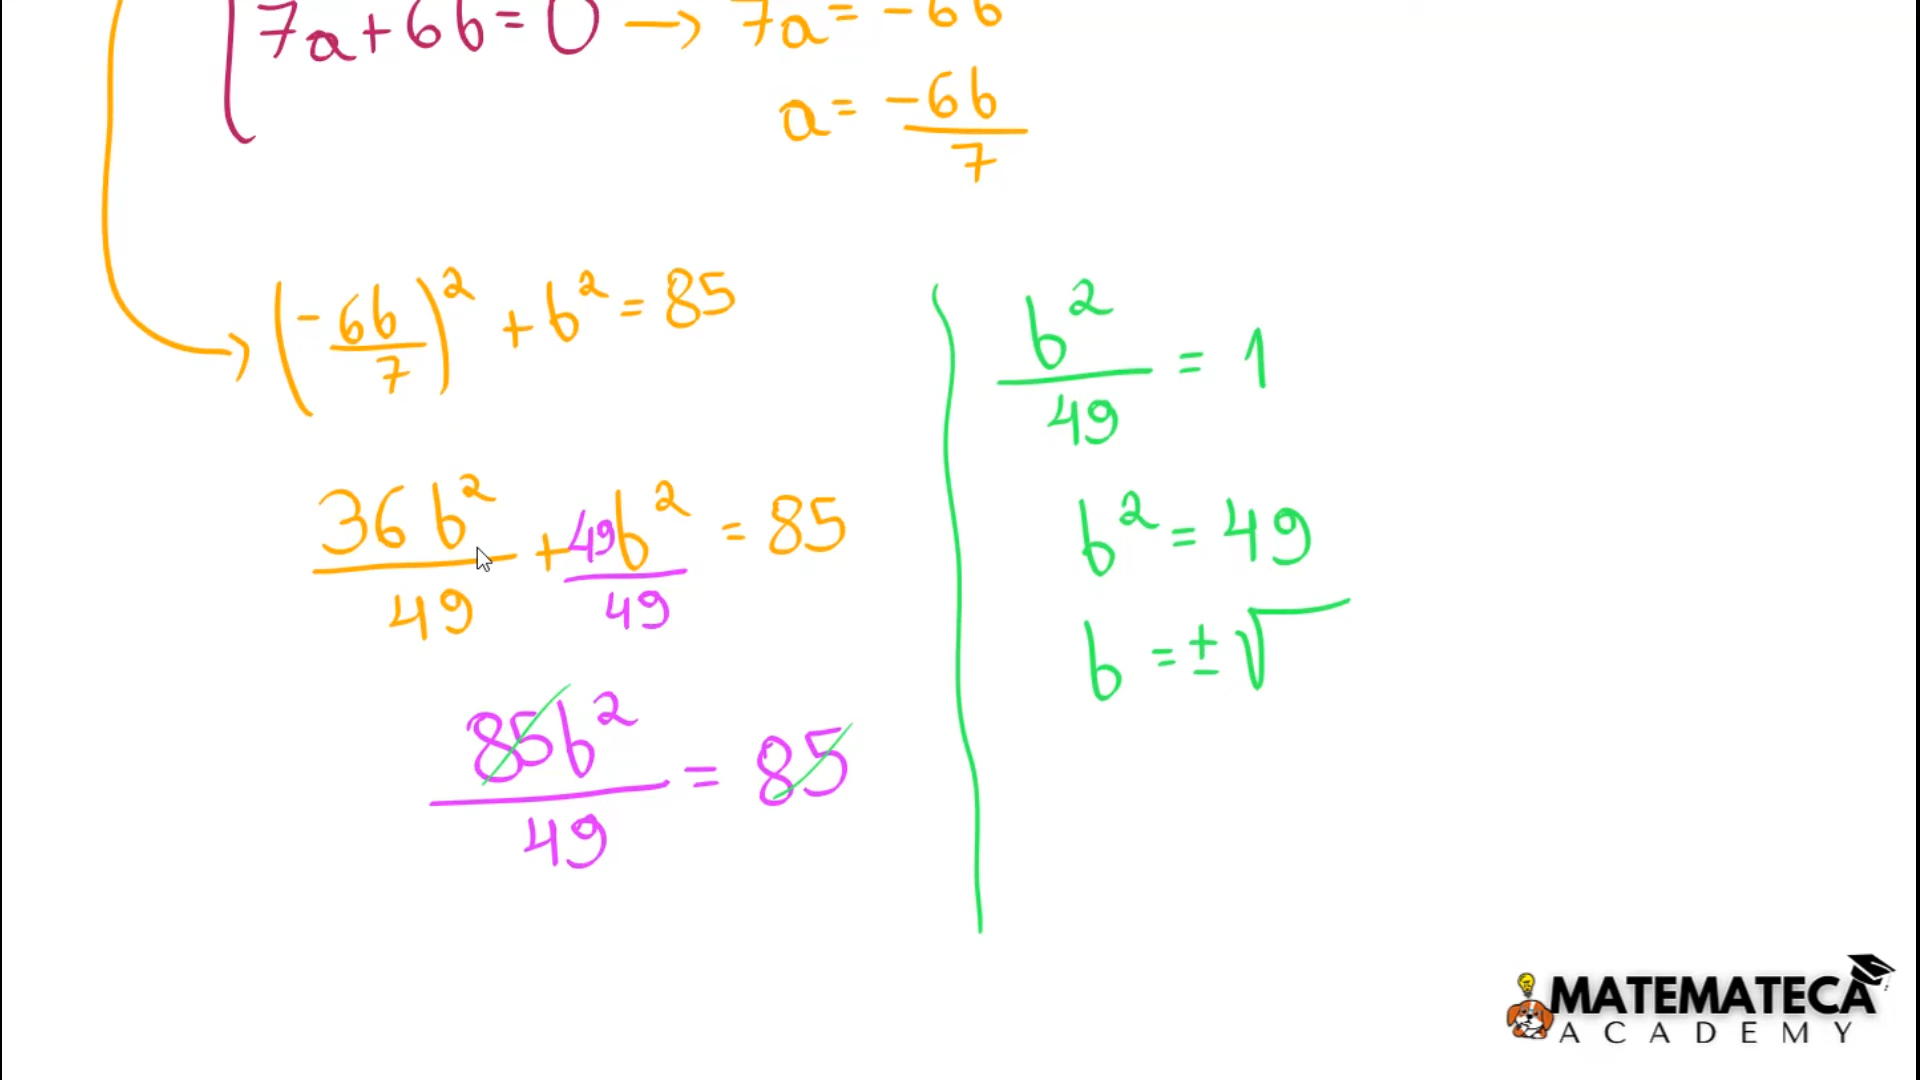 7a+6b=0 → 7a=-6b
a=-6b/7
(-6b/7)²+b²=85
36b²/49+49b²/49=85
85b²/49=85
b²/49=1
b²=49
b=±√
MATEMATECA
ACADEMY